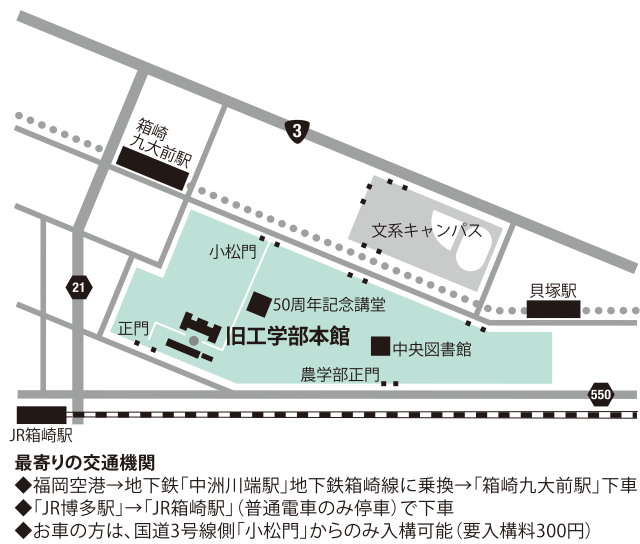 3
箱崎
九大前駅
文系キャンパス
小松門
21
貝塚駅
50周年記念講堂
正門
旧工学部本館
中央図書館
農学部正門
550
JR箱崎駅
最寄りの交通機関
◆福岡空港→地下鉄「中洲川端駅」地下鉄箱崎線に乗換→「箱崎九大前駅」下車
◆「JR博多駅」→「JR箱崎駅」(普通電車のみ停車)で下車
◆お車の方は、国道3号線側「小松門」からのみ入構可能(要入構料300円)